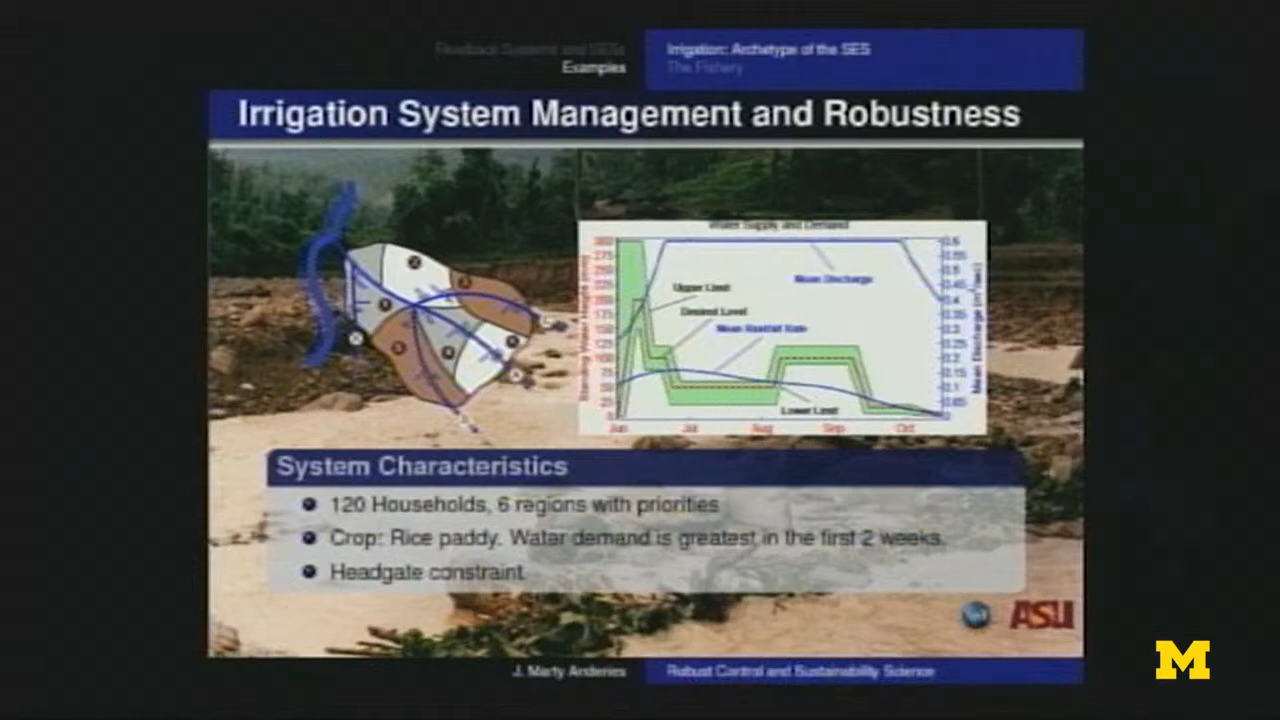 Feedback Systems and SESs
Examples
Irrigation: Archetype of the SES
The Fishery
Irrigation System Management and Robustness
Water Supply and Demand
Mean Discharge
Upper Limit
Desired Level
Mean Rainfall Rate
Lower Limit
Mean Discharge
Jun Jul Aug Sep Oct
System Characteristics
120 Households, 6 regions with priorities
Crop: Rice paddy. Water demand is greatest in the first 2 weeks.
Headgate constraint
ASU
J. Marty Anderies
Robust Control and Sustainability Science
M